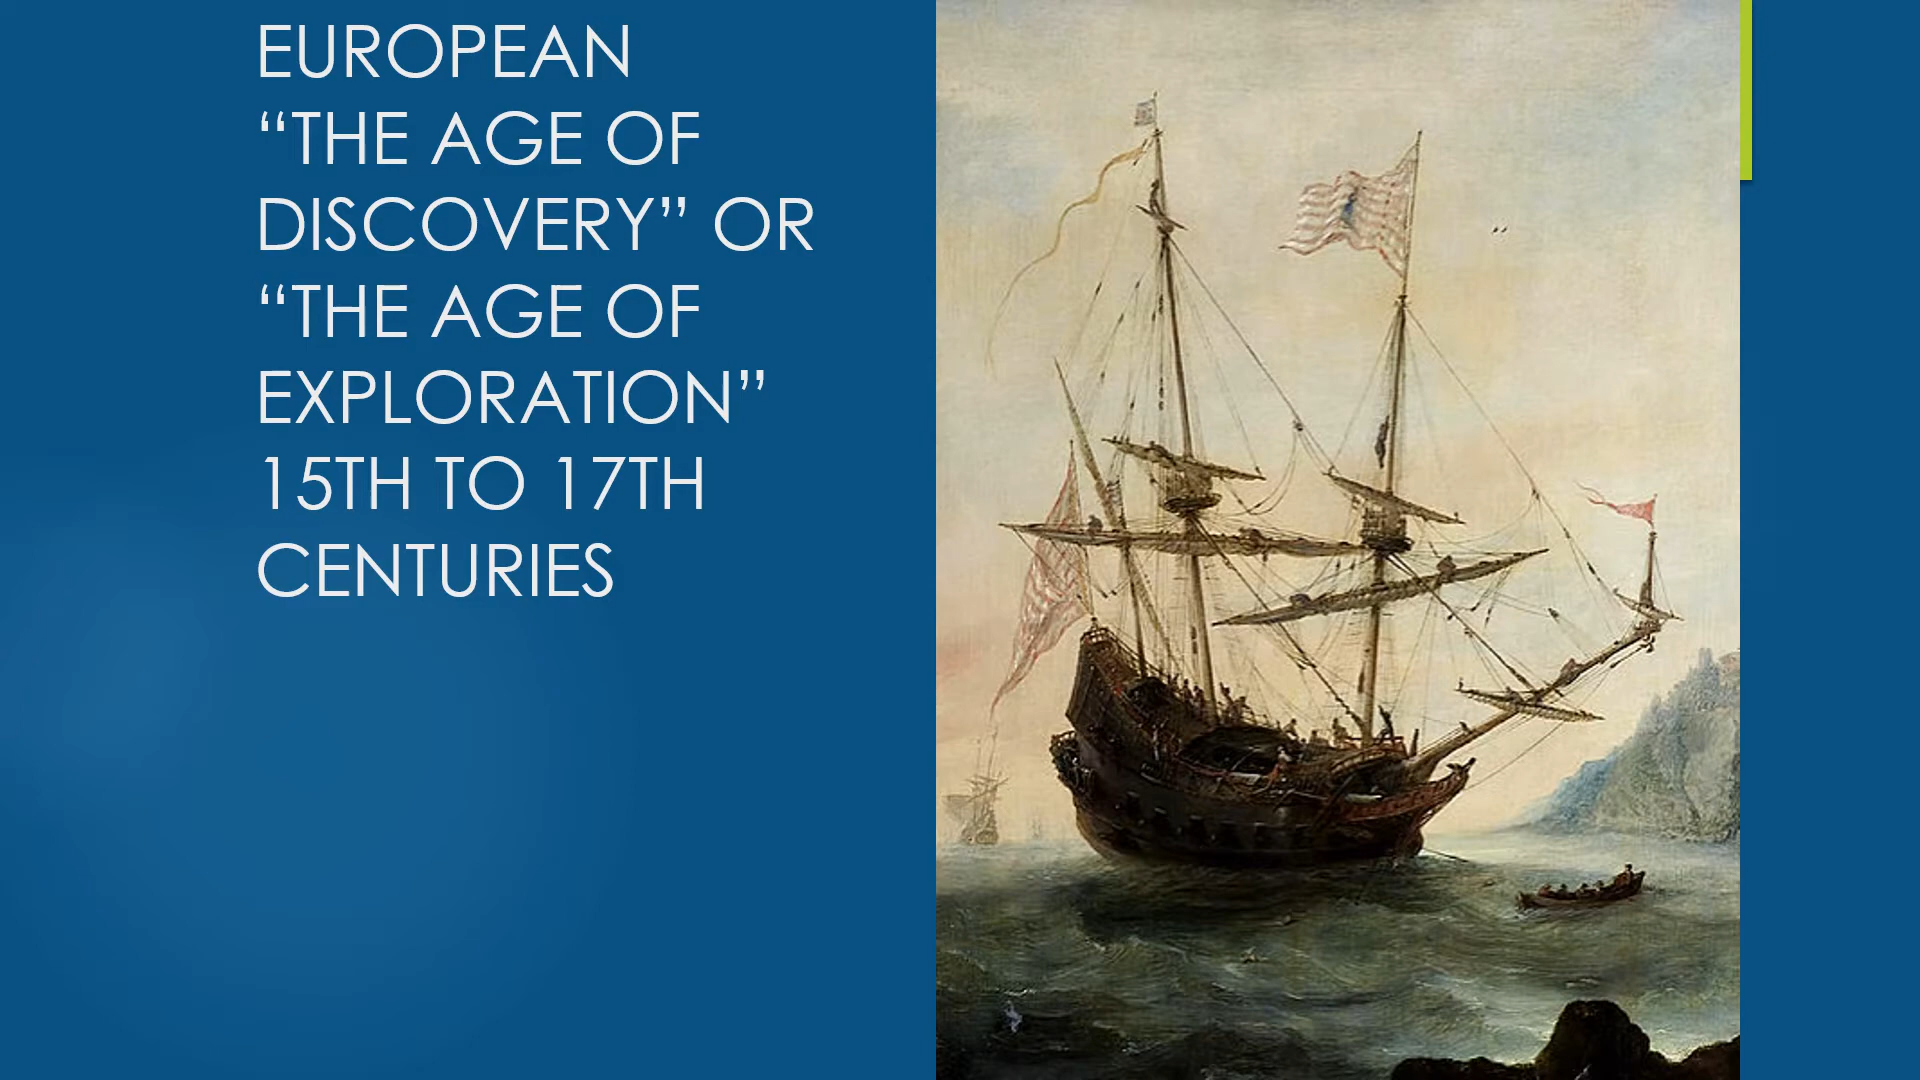 EUROPEAN
“THE AGE OF
DISCOVERY” OR
“THE AGE OF
EXPLORATION”
15TH TO 17TH
CENTURIES